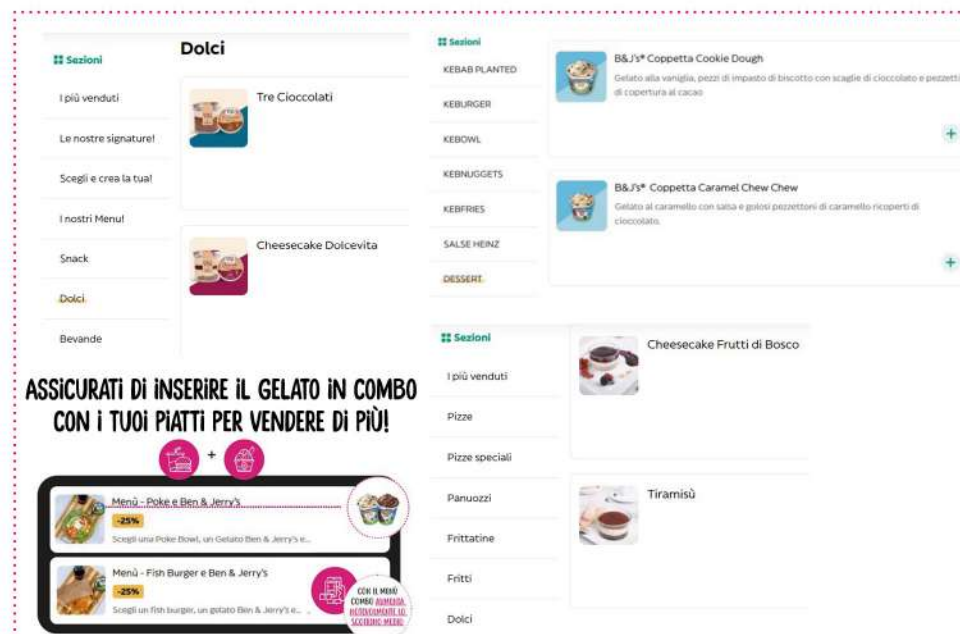 Sezioni
I più venduti
Le nostre signature!
Scegli e crea la tua!
I nostri Menu!
Snack
Dolci
Bevande
Dolci
Tre Cioccolati
Cheesecake Dolcevita
Sezioni
KEBAB PLANTED
KEBURGER
KEBOWL
KEBNUGGETS
KEBFRIES
SALSE HEINZ
DESSERT
B&J's® Coppetta Cookie Dough
Gelato alla vaniglia, pezzi di impasto di biscotto con scaglie di cioccolato e pezzetti
di copertura al cacao
+
B&J's® Coppetta Caramel Chew Chew
Gelato al caramello con salsa e golosi pezzettoni di caramello ricoperti di
cioccolato.
+
ASSICURATI DI INSERIRE IL GELATO IN COMBO
CON I TUOI PIATTI PER VENDERE DI PIÙ!
+
Menù - Poke e Ben & Jerry's
-25%
Scegli una Poke Bowl, un Gelato Ben & Jerry's e...
Menù - Fish Burger e Ben & Jerry's
-25%
Scegli un fish burger, un gelato Ben & Jerry's e...
CON IL MENÙ
COMBO AUMENTA
NOTEVOLMENTE LO
SCONTRINO MEDIO
Sezioni
I più venduti
Pizze
Pizze speciali
Panuozzi
Frittatine
Fritti
Dolci
Cheesecake Frutti di Bosco
Tiramisù